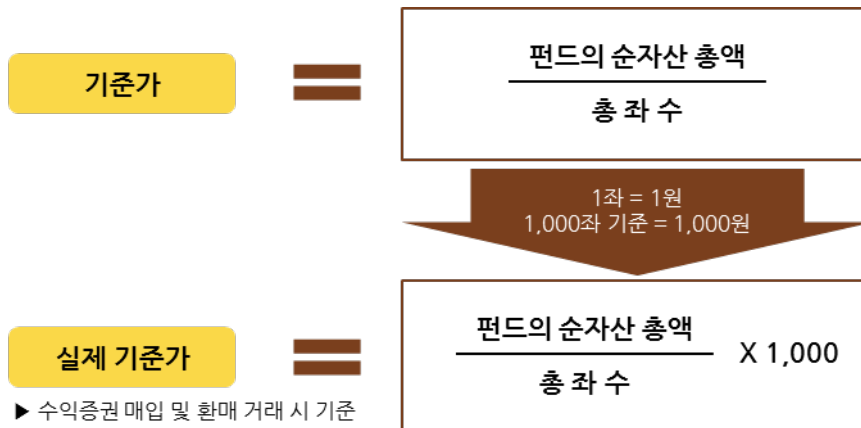 기준가
펀드의 순자산 총액
총 좌 수
1좌 = 1원
1,000좌 기준 = 1,000원
실제 기준가
펀드의 순자산 총액
총 좌 수
X 1,000
▶ 수익증권 매입 및 환매 거래 시 기준